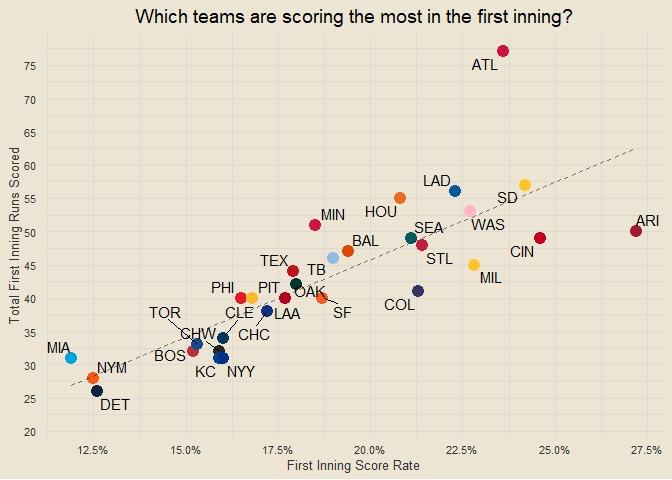 Which teams are scoring the most in the first inning?
Total First Inning Runs Scored
75
70
65
60
55
50
45
40
35
30
25
20
ATL
LAD
SD
HOU
MIN
WAS
ARI
SEA
BAL
CIN
STL
TEX
TB
MIL
PHI
PIT
OAK
COL
TOR
CLE
LAA
SF
CHW
CHC
MIA
BOS
NYM
KC
NYY
DET
12.5%
15.0%
17.5%
20.0%
22.5%
25.0%
27.5%
First Inning Score Rate